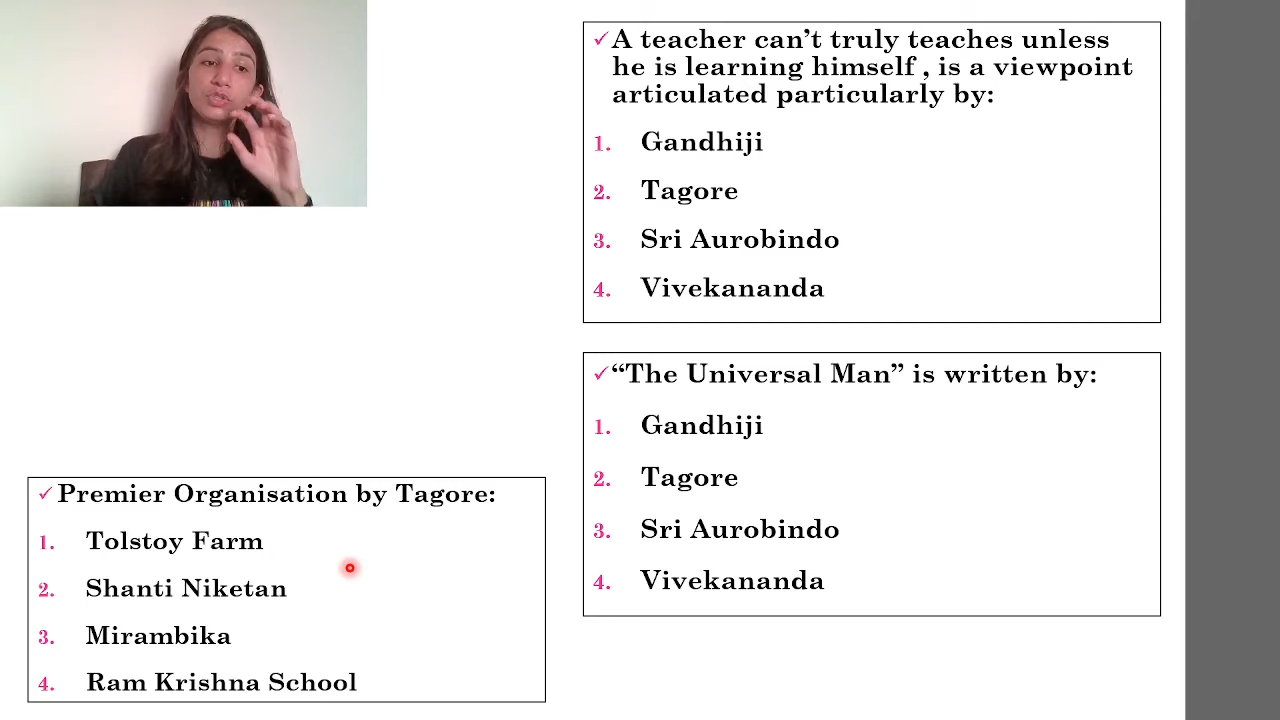 ✓A teacher can't truly teaches unless
he is learning himself , is a viewpoint
articulated particularly by:
1. Gandhiji
2. Tagore
3. Sri Aurobindo
4. Vivekananda
✓“The Universal Man” is written by:
1. Gandhiji
2. Tagore
3. Sri Aurobindo
4. Vivekananda
✓Premier Organisation by Tagore:
1. Tolstoy Farm
2. Shanti Niketan
3. Mirambika
4. Ram Krishna School